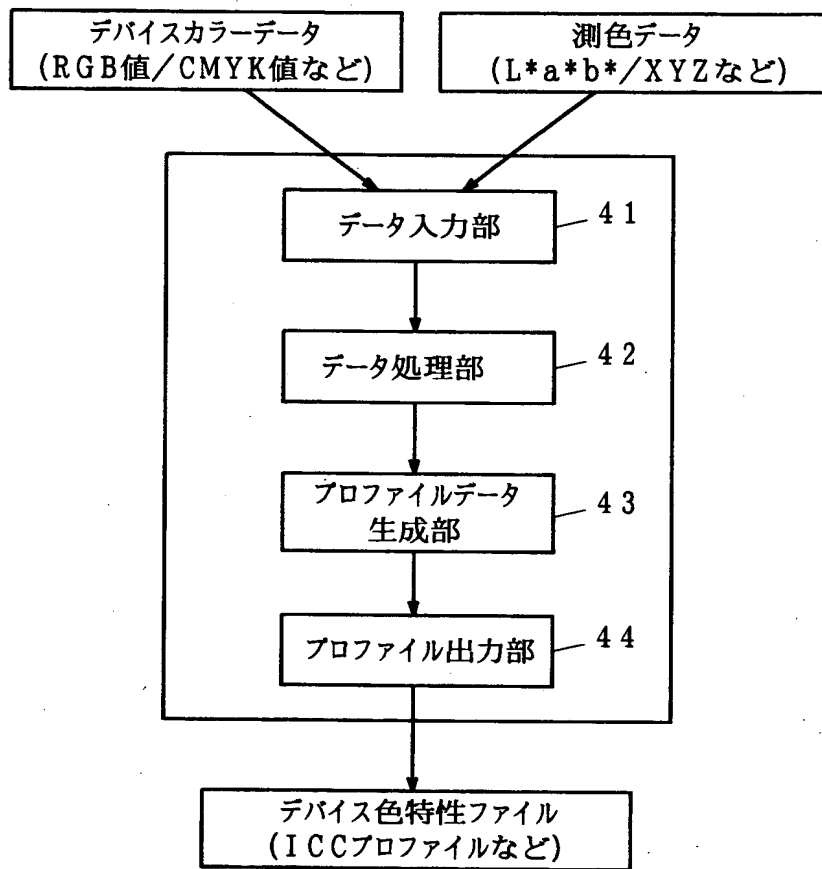 デバイスカラーデータ
(RGB値／CMYK値など)
測色データ
(L*a*b*/XYZなど)
データ入力部
41
データ処理部
42
プロファイルデータ
生成部
43
プロファイル出力部
44
デバイス色特性ファイル
(ICCプロファイルなど)